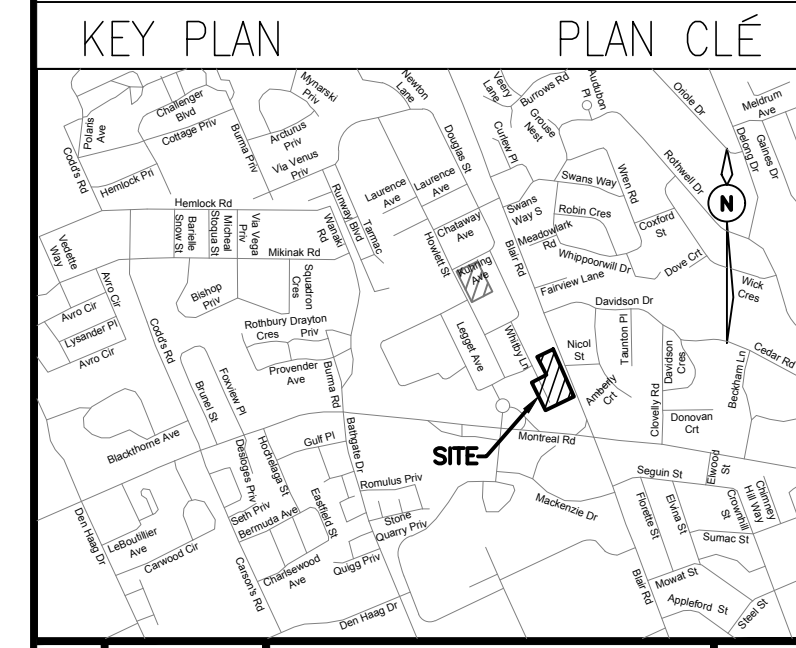 KEY PLAN
PLAN CLÉ
Mynarski
Priv
Newton
Lane
Veery
Lane
Burrows Rd
Audubon
Pl
Oriole Dr
Meldrum
Ave
Challenger
Blvd
Cottage Priv
Polaris
Ave
Codd's Rd
Hemlock Pri
Burma Priv
Arcturus
Priv
Via Venus
Priv
Douglas St
Curlew Pl
Grouse
Nest
Delong Dr
Gaines Dr
Rothwell Dr
Laurence
Ave
Laurence
Ave
Swans Way
Wren Rd
N
Hemlock Rd
Runway Blvd
Tarmac
Wanaki
Rd
Barielle
Snow St
Michael
Stoqua St
Via Vega
Priv
Mikinak Rd
Chataway
Ave
Swans
Way S
Robin Cres
Meadowlark
Rd
Coxford
St
Vedette
Way
Howlett St
Blair Rd
Whippoorwill Dr
Dove Crt
Fairview Lane
Wick
Cres
Avro Cir
Avro Cir
Lysander Pl
Avro Cir
Bishop
Priv
Squadron
Cres
Davidson Dr
Codd's Rd
Rothbury
Cres
Drayton
Priv
Provender
Ave
Burma Rd
Legget Ave
Whitby Ln
Nicol
St
Taunton Pl
Davidson
Cres
Cedar Rd
Beckham Ln
Brunel St
Foxview Pl
Amberly
Crt
Clovelly Rd
Donovan
Crt
Blackthorne Ave
Gulf Pl
Bathgate Dr
SITE
Montreal Rd
Desjoges Priv
Hochelaga St
Romulus Priv
Seguin St
Elwood
St
Seth Priv
Bermuda Ave
Eastfield St
Stone
Quarry Priv
Mackenzie Dr
Florette St
Elvina St
Crownhill
St
Chimney
Hill Way
Den Haag Dr
LeBoutillier
Ave
Carwood Cir
Carson's Rd
Charlsewood
Ave
Quigg Priv
Den Haag Dr
Sumac St
Mowat St
Blair Rd
Appleford St
Steel St